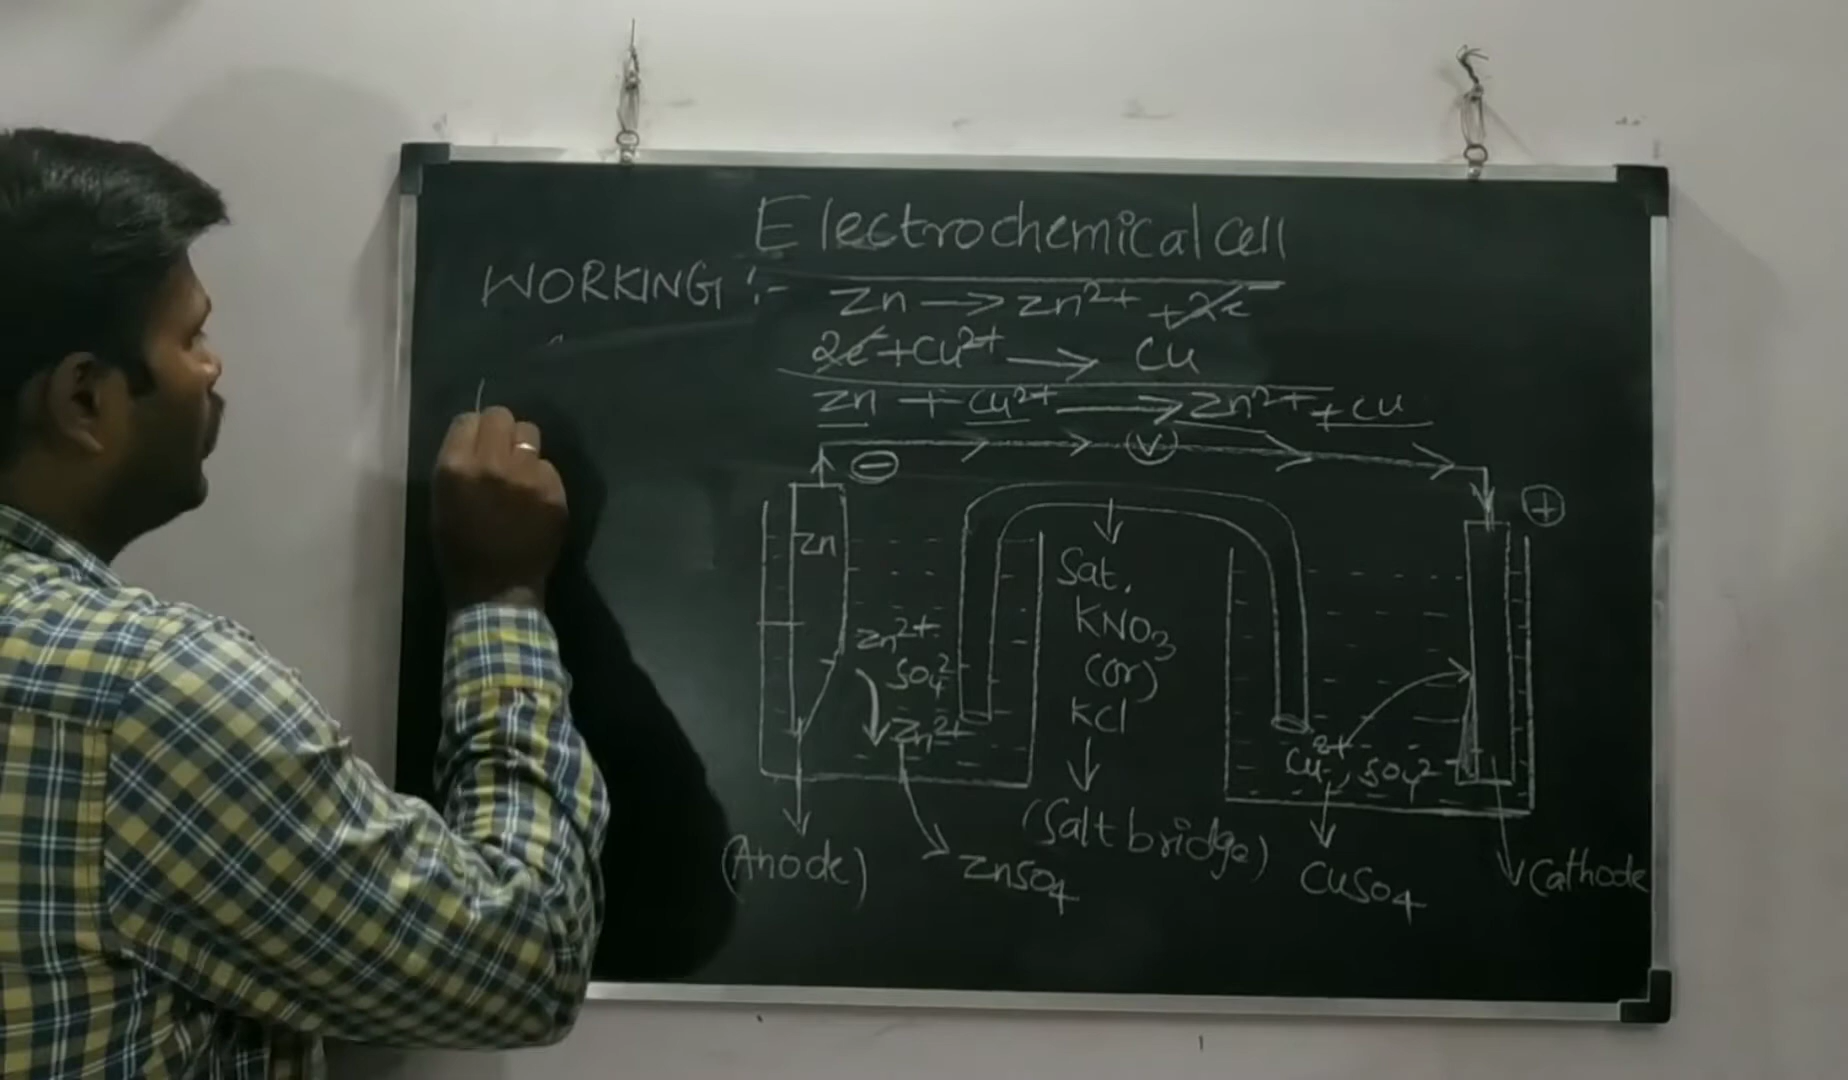 Electrochemical cell
WORKING :-
Zn → Zn²⁺ + 2e⁻
2e⁻ + Cu²⁺ → Cu
Zn + Cu²⁺ → Zn²⁺ + Cu
V
−
+
Zn
Sat.
KNO₃
(or)
KCl
(Salt bridge)
Zn²⁺
SO₄²⁻
Zn²⁺
Cu²⁺, SO₄²⁻
(Anode)
ZnSO₄
CuSO₄
Cathode